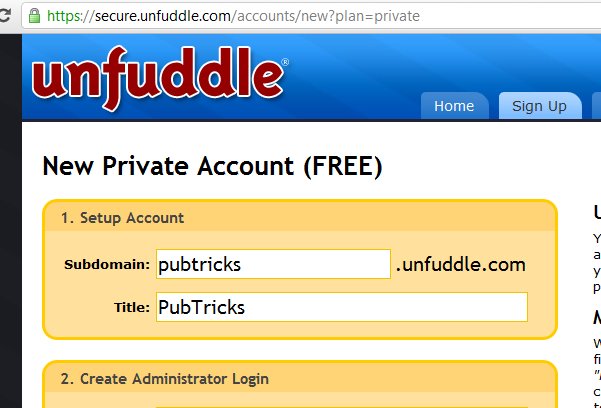 https://secure.unfuddle.com/accounts/new?plan=private
unfuddle®
Home Sign Up
New Private Account (FREE)
1. Setup Account
Subdomain: pubtricks .unfuddle.com
Title: PubTricks
2. Create Administrator Login